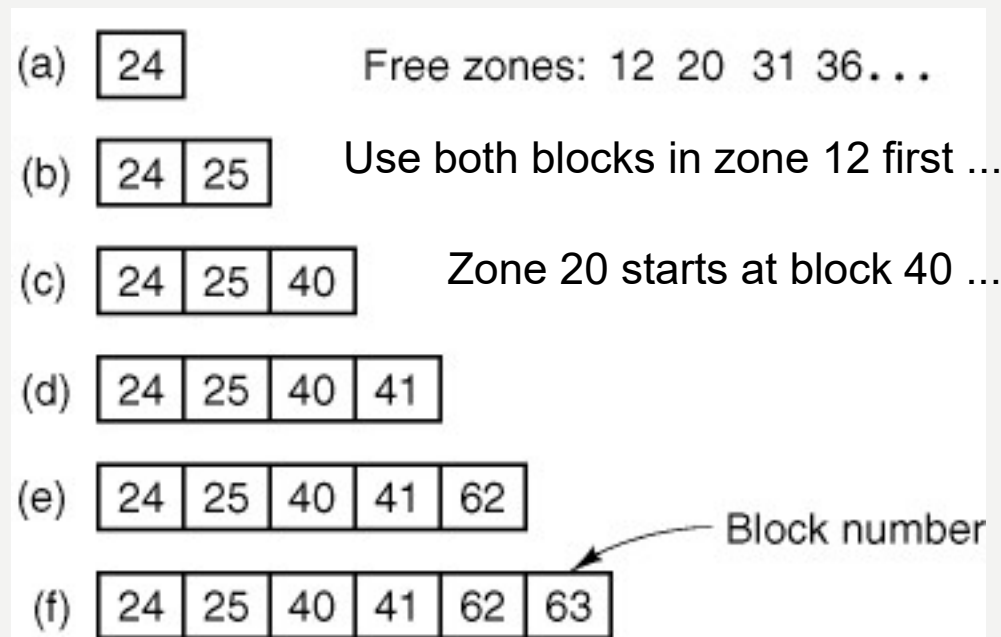 (a) 24 Free zones: 12 20 31 36...
(b) 24 25 Use both blocks in zone 12 first ...
(c) 24 25 40 Zone 20 starts at block 40 ...
(d) 24 25 40 41
(e) 24 25 40 41 62
Block number
(f) 24 25 40 41 62 63